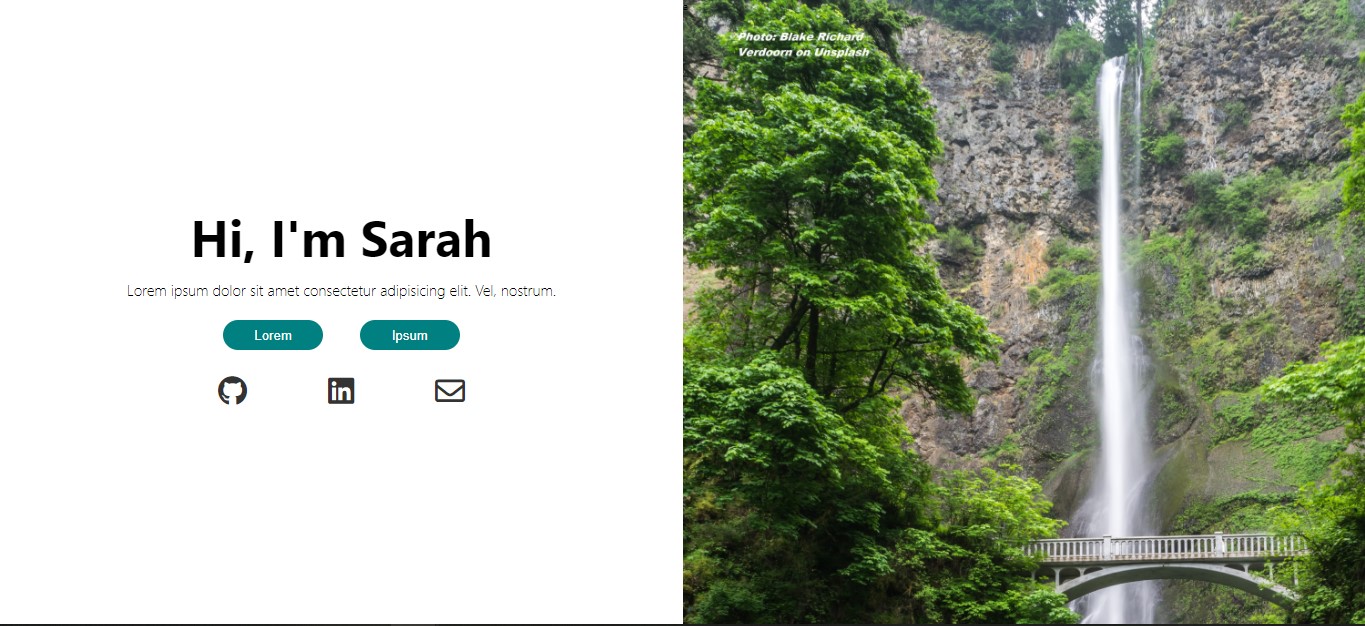 Hi, I'm Sarah
Lorem ipsum dolor sit amet consectetur adipisicing elit. Vel, nostrum.
Lorem Ipsum
Photo: Blake Richard
Verdoorn on Unsplash